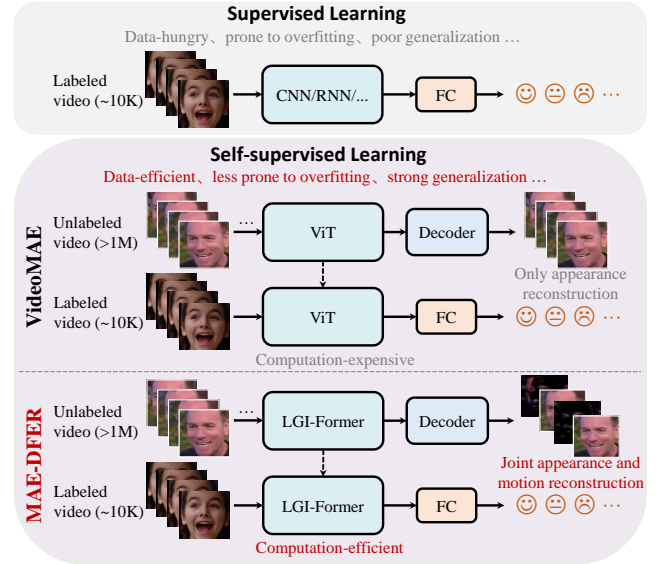 Supervised Learning
Data-hungry、prone to overfitting、poor generalization …
Labeled
video (~10K)
CNN/RNN/...
FC
...
Self-supervised Learning
Data-efficient、less prone to overfitting、strong generalization …
VideoMAE
Unlabeled
video (>1M)
...
ViT
Decoder
Only appearance
reconstruction
Labeled
video (~10K)
ViT
FC
...
Computation-expensive
MAE-DFER
Unlabeled
video (>1M)
...
LGI-Former
Decoder
Joint appearance and
motion reconstruction
Labeled
video (~10K)
LGI-Former
FC
...
Computation-efficient